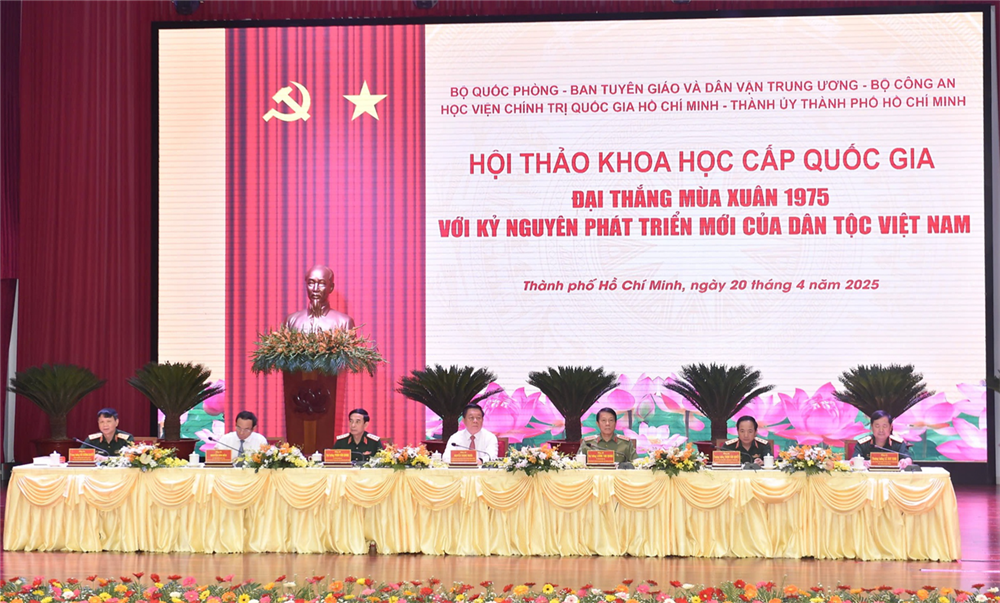 BỘ QUỐC PHÒNG - BAN TUYÊN GIÁO VÀ DÂN VẬN TRUNG ƯƠNG - BỘ CÔNG AN
HỌC VIỆN CHÍNH TRỊ QUỐC GIA HỒ CHÍ MINH - THÀNH ỦY THÀNH PHỐ HỒ CHÍ MINH
HỘI THẢO KHOA HỌC CẤP QUỐC GIA
ĐẠI THẮNG MÙA XUÂN 1975
VỚI KỶ NGUYÊN PHÁT TRIỂN MỚI CỦA DÂN TỘC VIỆT NAM
Thành phố Hồ Chí Minh, ngày 20 tháng 4 năm 2025